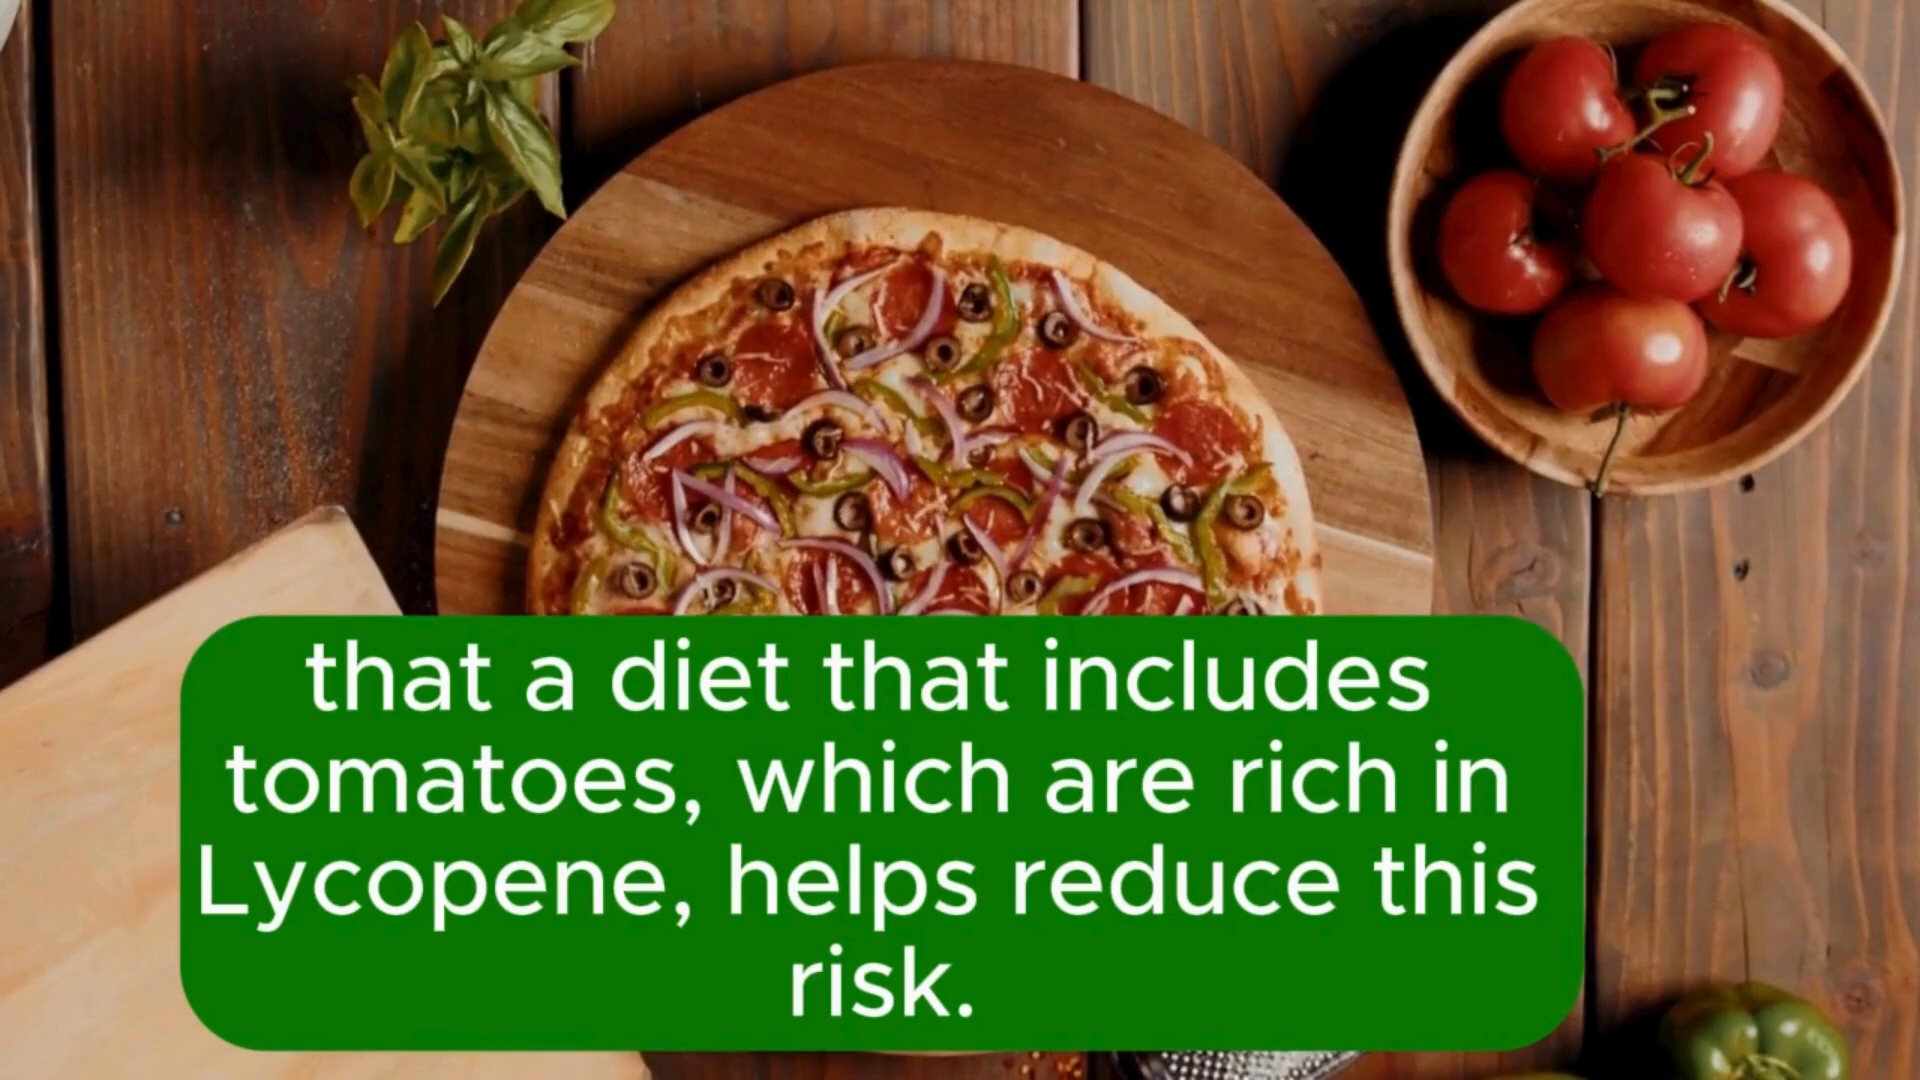 that a diet that includes
tomatoes, which are rich in
Lycopene, helps reduce this
risk.